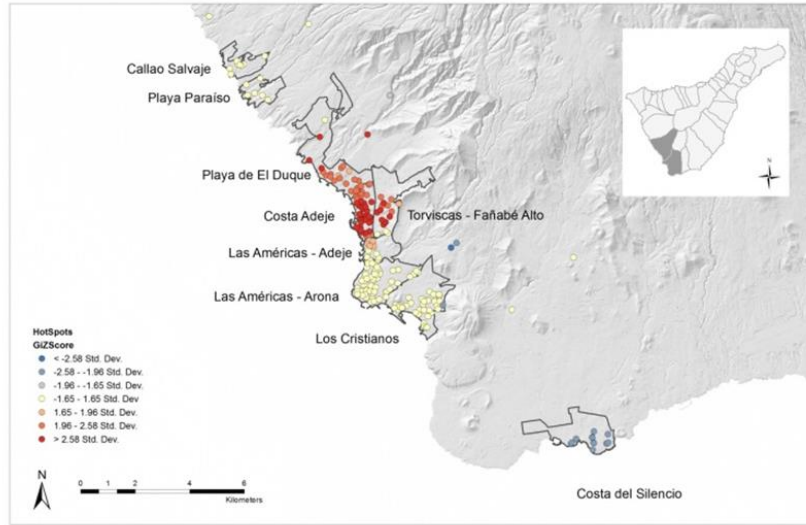 Callao Salvaje
Playa Paraíso
Playa de El Duque
Costa Adeje
Torviscas - Fañabé Alto
Las Américas - Adeje
Las Américas - Arona
Los Cristianos
Costa del Silencio
N
HotSpots
GiZScore
< -2.58 Std. Dev.
-2.58 - -1.96 Std. Dev.
-1.96 - -1.65 Std. Dev.
-1.65 - 1.65 Std. Dev
1.65 - 1.96 Std. Dev.
1.96 - 2.58 Std. Dev.
> 2.58 Std. Dev.
N
0 1 2 4 6
Kilometers